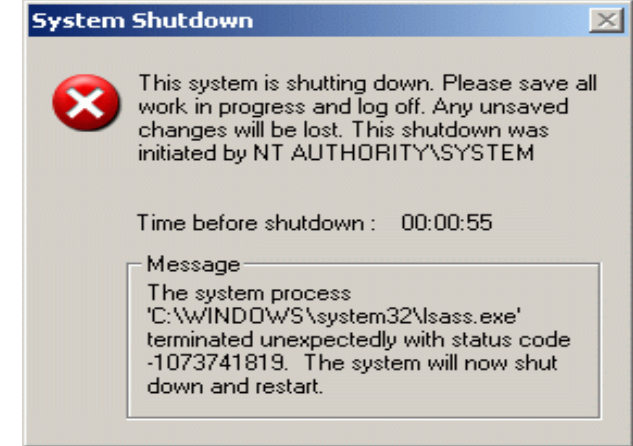 System Shutdown
This system is shutting down. Please save all
work in progress and log off. Any unsaved
changes will be lost. This shutdown was
initiated by NT AUTHORITY\SYSTEM
Time before shutdown : 00:00:55
Message
The system process
'C:\WINDOWS\system32\lsass.exe'
terminated unexpectedly with status code
-1073741819. The system will now shut
down and restart.